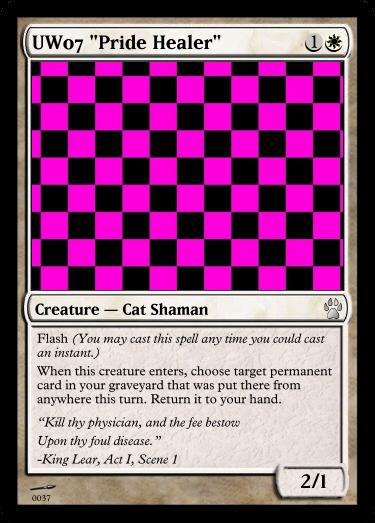 UW07 "Pride Healer" 1
Creature — Cat Shaman
Flash (You may cast this spell any time you could cast
an instant.)
When this creature enters, choose target permanent
card in your graveyard that was put there from
anywhere this turn. Return it to your hand.
“Kill thy physician, and the fee bestow
Upon thy foul disease.”
-King Lear, Act I, Scene 1
2/1
0037